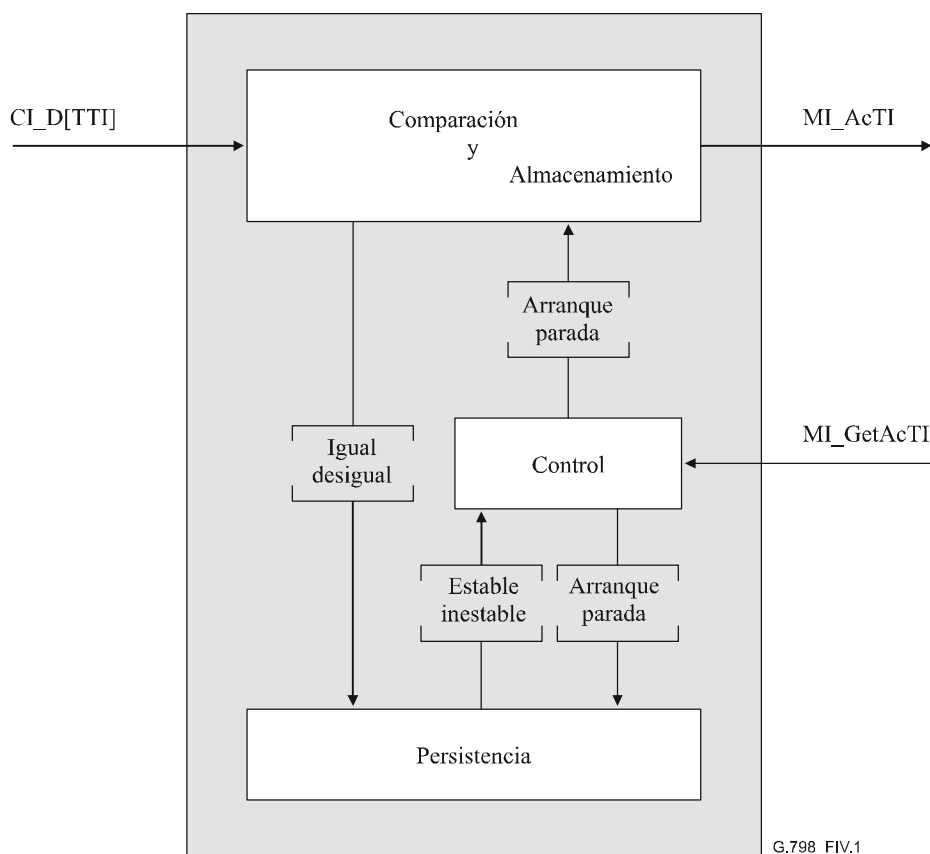 CI_D[TTI]
Comparación
y
Almacenamiento
MI_AcTI
Arranque
parada
Igual
desigual
Control
MI_GetAcTI
Estable
inestable
Arranque
parada
Persistencia
G.798_FIV.1